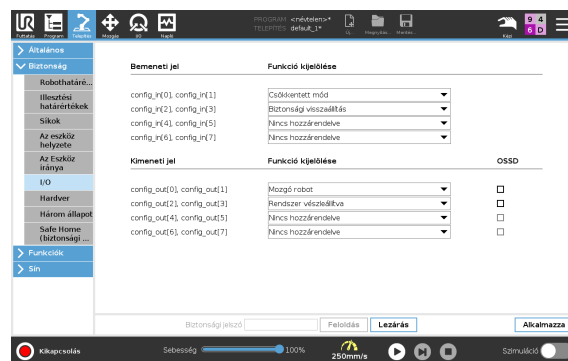 PROGRAM <névtelen>*
TELEPÍTÉS default_1*
Futtatás Program Telepítés Mozgás I/O Napló
Új... Megnyitás... Mentés...
Kézi
9 4
6 D
Általános
Biztonság
Robothatáré...
Illesztési
határértékek
Síkok
Az eszköz
helyzete
Az Eszköz
iránya
I/O
Hardver
Három állapot
Safe Home
(biztonsági ...
Funkciók
Sín
Bemeneti jel Funkció kijelölése
config_in[0], config_in[1] Csökkentett mód
config_in[2], config_in[3] Biztonsági visszaállítás
config_in[4], config_in[5] Nincs hozzárendelve
config_in[6], config_in[7] Nincs hozzárendelve
Kimeneti jel Funkció kijelölése OSSD
config_out[0], config_out[1] Mozgó robot
config_out[2], config_out[3] Rendszer vészleállítva
config_out[4], config_out[5] Nincs hozzárendelve
config_out[6], config_out[7] Nincs hozzárendelve
Biztonsági jelszó Feloldás Lezárás Alkalmazza
Kikapcsolás Sebesség 100% 250mm/s Szimuláció